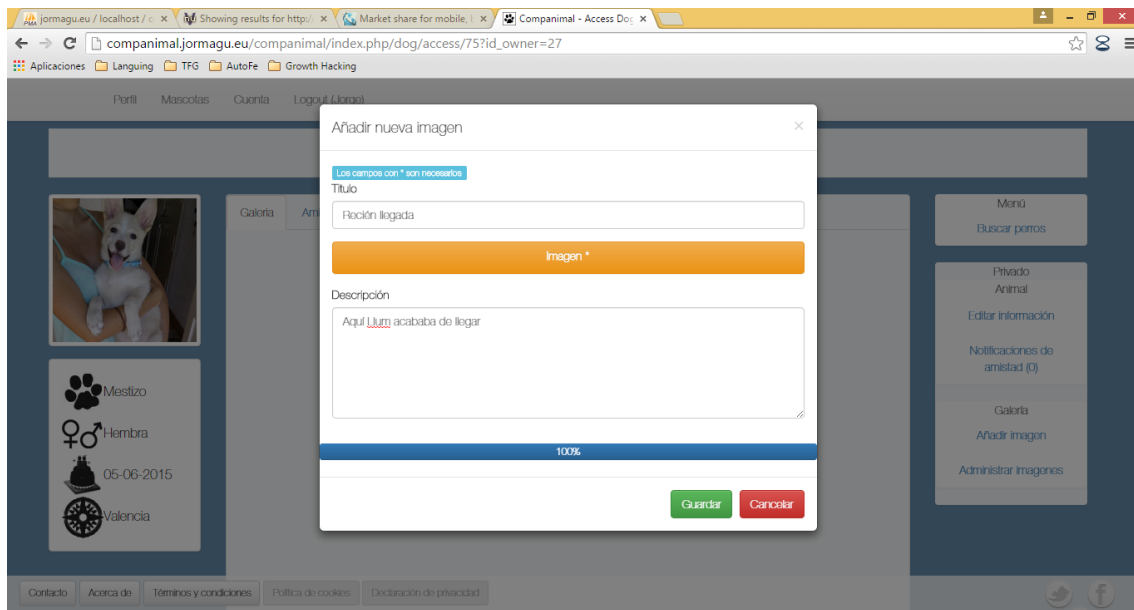 jormagu.eu / localhost / c
Showing results for http://
Market share for mobile, b
Companimal - Access Dog
companimal.jormagu.eu/companimal/index.php/dog/access/75?id_owner=27
Aplicaciones Languing TFG AutoFe Growth Hacking
Perfil Mascotas Cuenta Logout (Jorge)
Añadir nueva imagen
×
Los campos con * son necesarios
Título
Recién llegada
Imagen *
Descripción
Aquí Llum acababa de llegar
100%
Guardar Cancelar
Galeria Ami
Mestizo
Hembra
05-06-2015
Valencia
Menú
Buscar perros
Privado
Animal
Editar información
Notificaciones de
amistad (0)
Galería
Añadir imagen
Administrar imagenes
Contacto Acerca de Términos y condiciones Política de cookies Declaración de privacidad